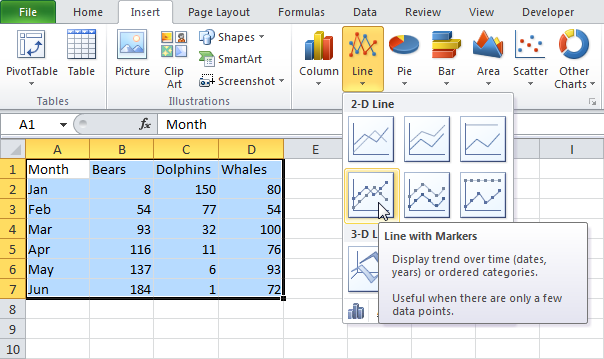 File Home Insert Page Layout Formulas Data Review View Developer
PivotTable Table Picture Clip Art Shapes SmartArt Screenshot Column Line Pie Bar Area Scatter Other Charts
Tables Illustrations
A1 fx Month
2-D Line
A B C D E I
1 Month Bears Dolphins Whales
2 Jan 8 150 80
3 Feb 54 77 54
4 Mar 93 32 100
5 Apr 116 11 76
6 May 137 6 93
7 Jun 184 1 72
8
9
10
3-D L
Line with Markers
Display trend over time (dates,
years) or ordered categories.
Useful when there are only a few
data points.